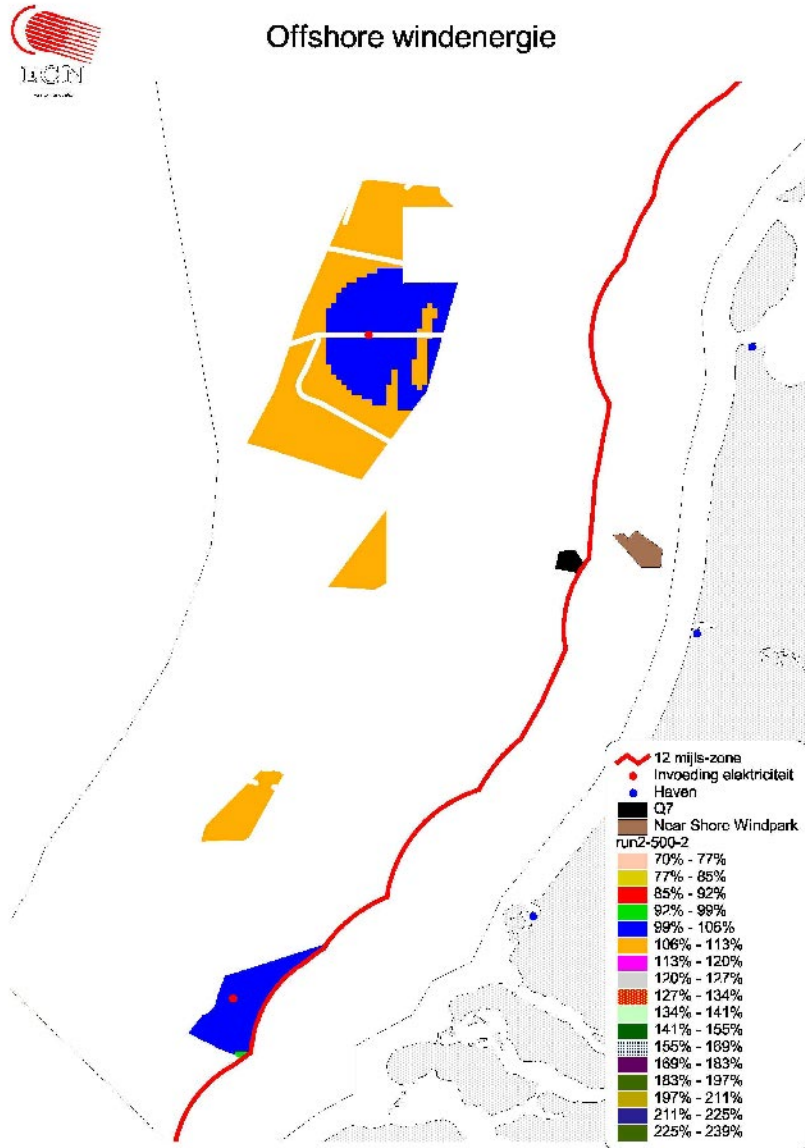 Offshore windenergie
ECN
12 mijls-zone
Invoeding elektriciteit
Haven
Q7
Near Shore Windpark
run2-500-2
70% - 77%
77% - 85%
85% - 92%
92% - 99%
99% - 106%
106% - 113%
113% - 120%
120% - 127%
127% - 134%
134% - 141%
141% - 155%
155% - 169%
169% - 183%
183% - 197%
197% - 211%
211% - 225%
225% - 239%